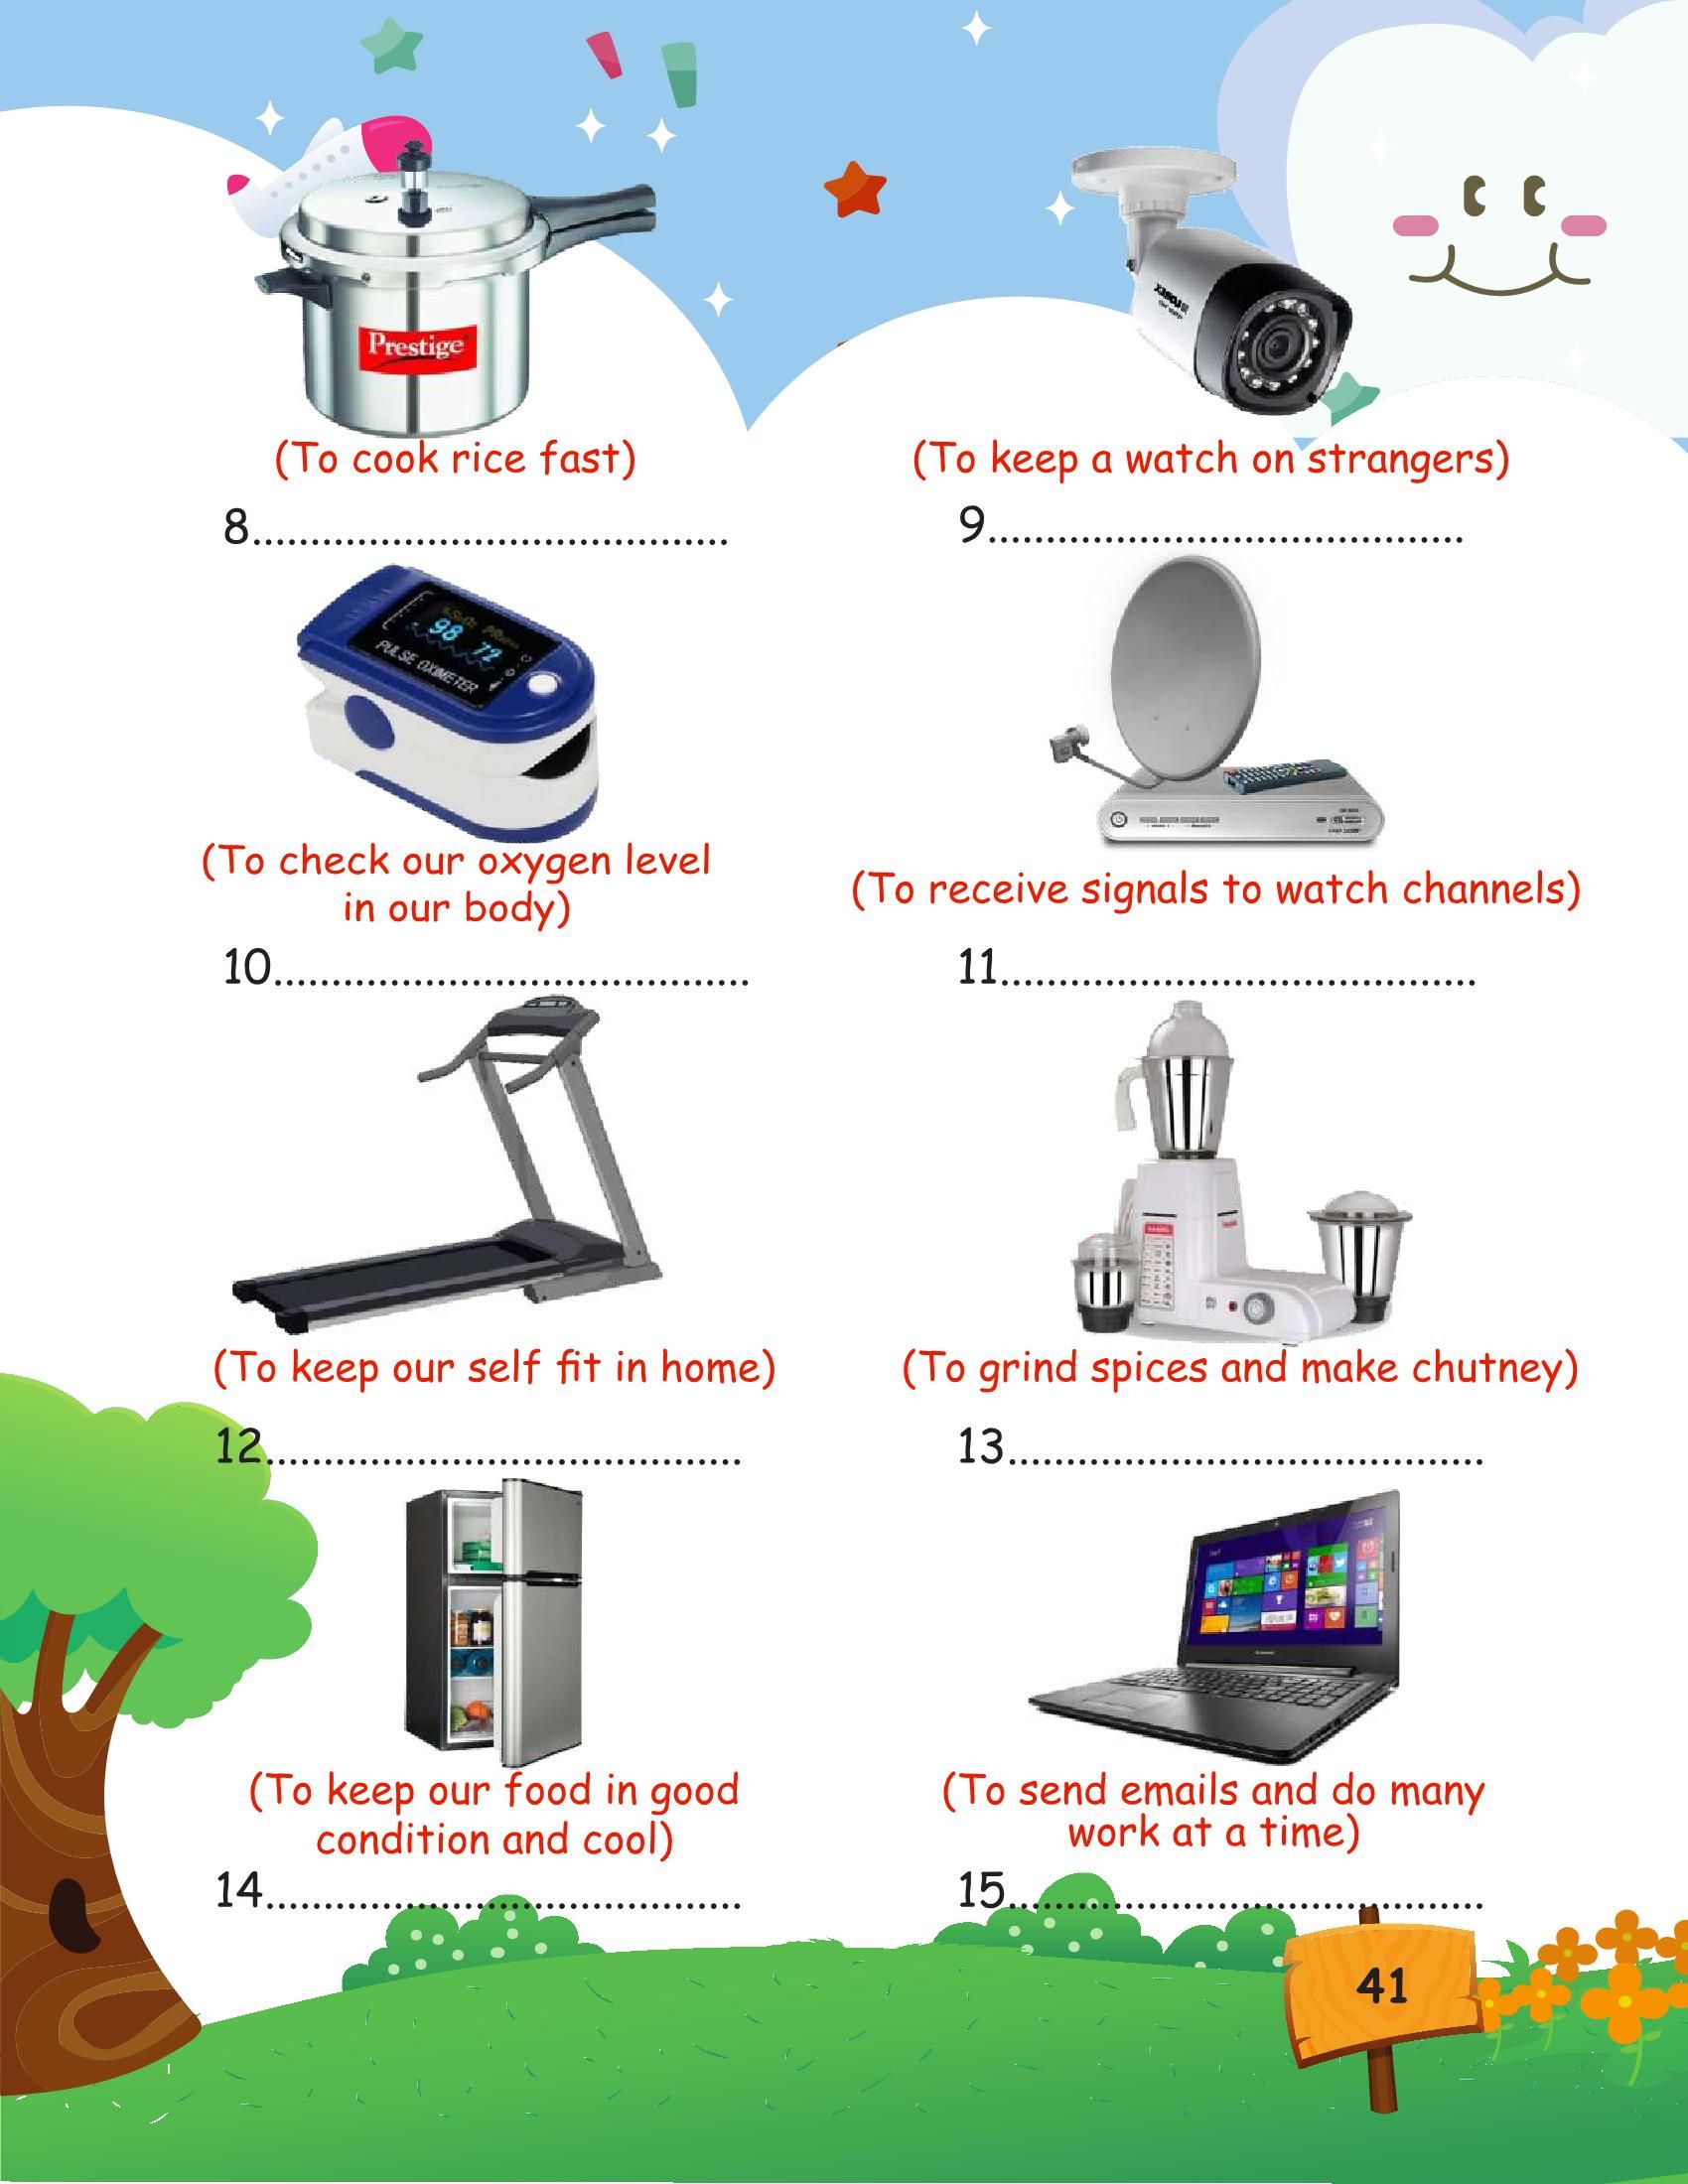 Prestige
(To cook rice fast)
(To keep a watch on strangers)
8.........................................
9.........................................
98 72
PULSE OXIMETER
(To check our oxygen level
in our body)
(To receive signals to watch channels)
10.........................................
11.........................................
(To keep our self fit in home)
(To grind spices and make chutney)
12.........................................
13.........................................
(To keep our food in good
condition and cool)
(To send emails and do many
work at a time)
14.........................................
15.........................................
41